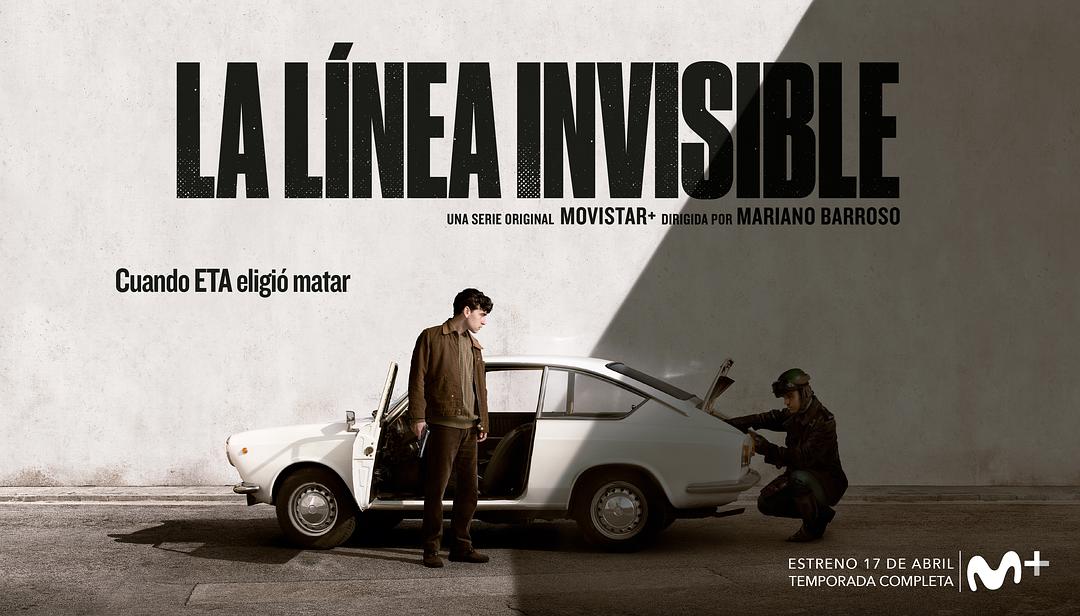 LA LÍNEA INVISIBLE
UNA SERIE ORIGINAL MOVISTAR+ DIRIGIDA POR MARIANO BARROSO
Cuando ETA eligió matar
ESTRENO 17 DE ABRIL
TEMPORADA COMPLETA
M+